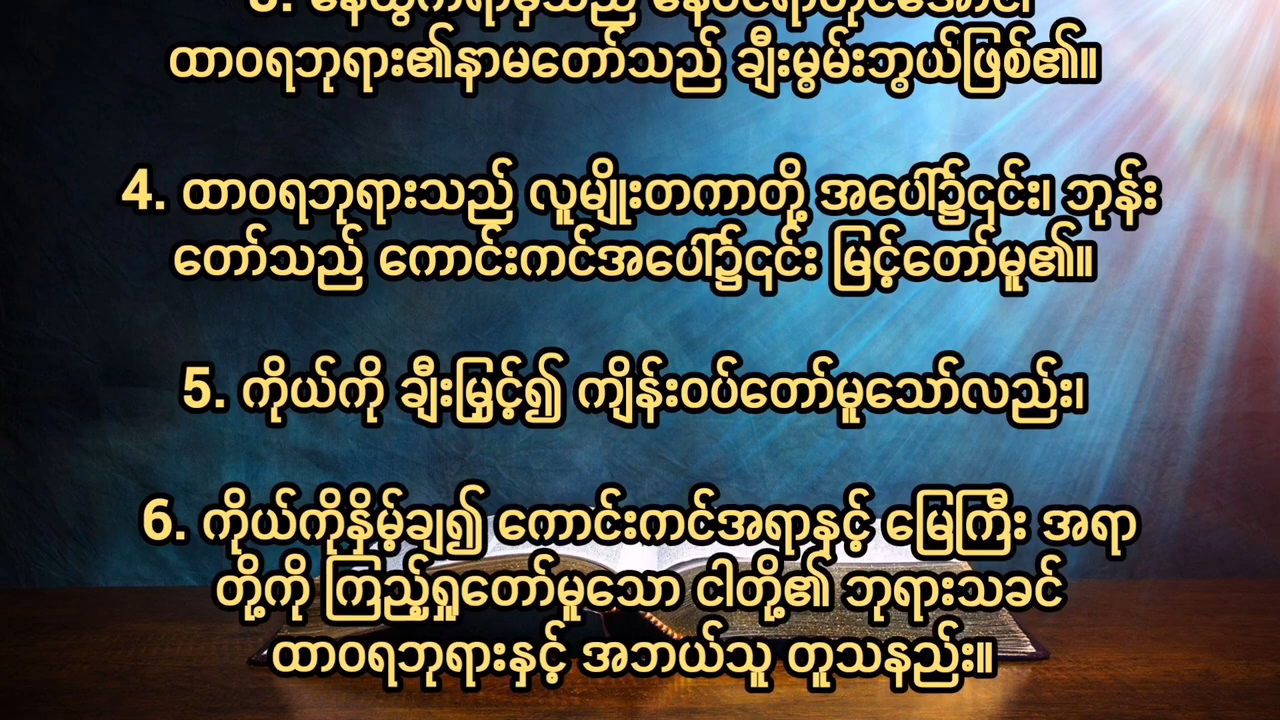 ထာဝရဘုရား၏နာမတော်သည် ချီးမွမ်းဘွယ်ဖြစ်၏။
4. ထာဝရဘုရားသည် လူမျိုးတကာတို့ အပေါ်၌၎င်း၊ ဘုန်း
တော်သည် ကောင်းကင်အပေါ်၌၎င်း မြင့်တော်မူ၏။
5. ကိုယ်ကို ချီးမြှင့်၍ ကျိန်းဝပ်တော်မူသော်လည်း၊
6. ကိုယ်ကိုနှိမ့်ချ၍ ကောင်းကင်အရာနှင့် မြေကြီး အရာ
တို့ကို ကြည့်ရှုတော်မူသော ငါတို့၏ ဘုရားသခင်
ထာဝရဘုရားနှင့် အဘယ်သူ တူသနည်း။